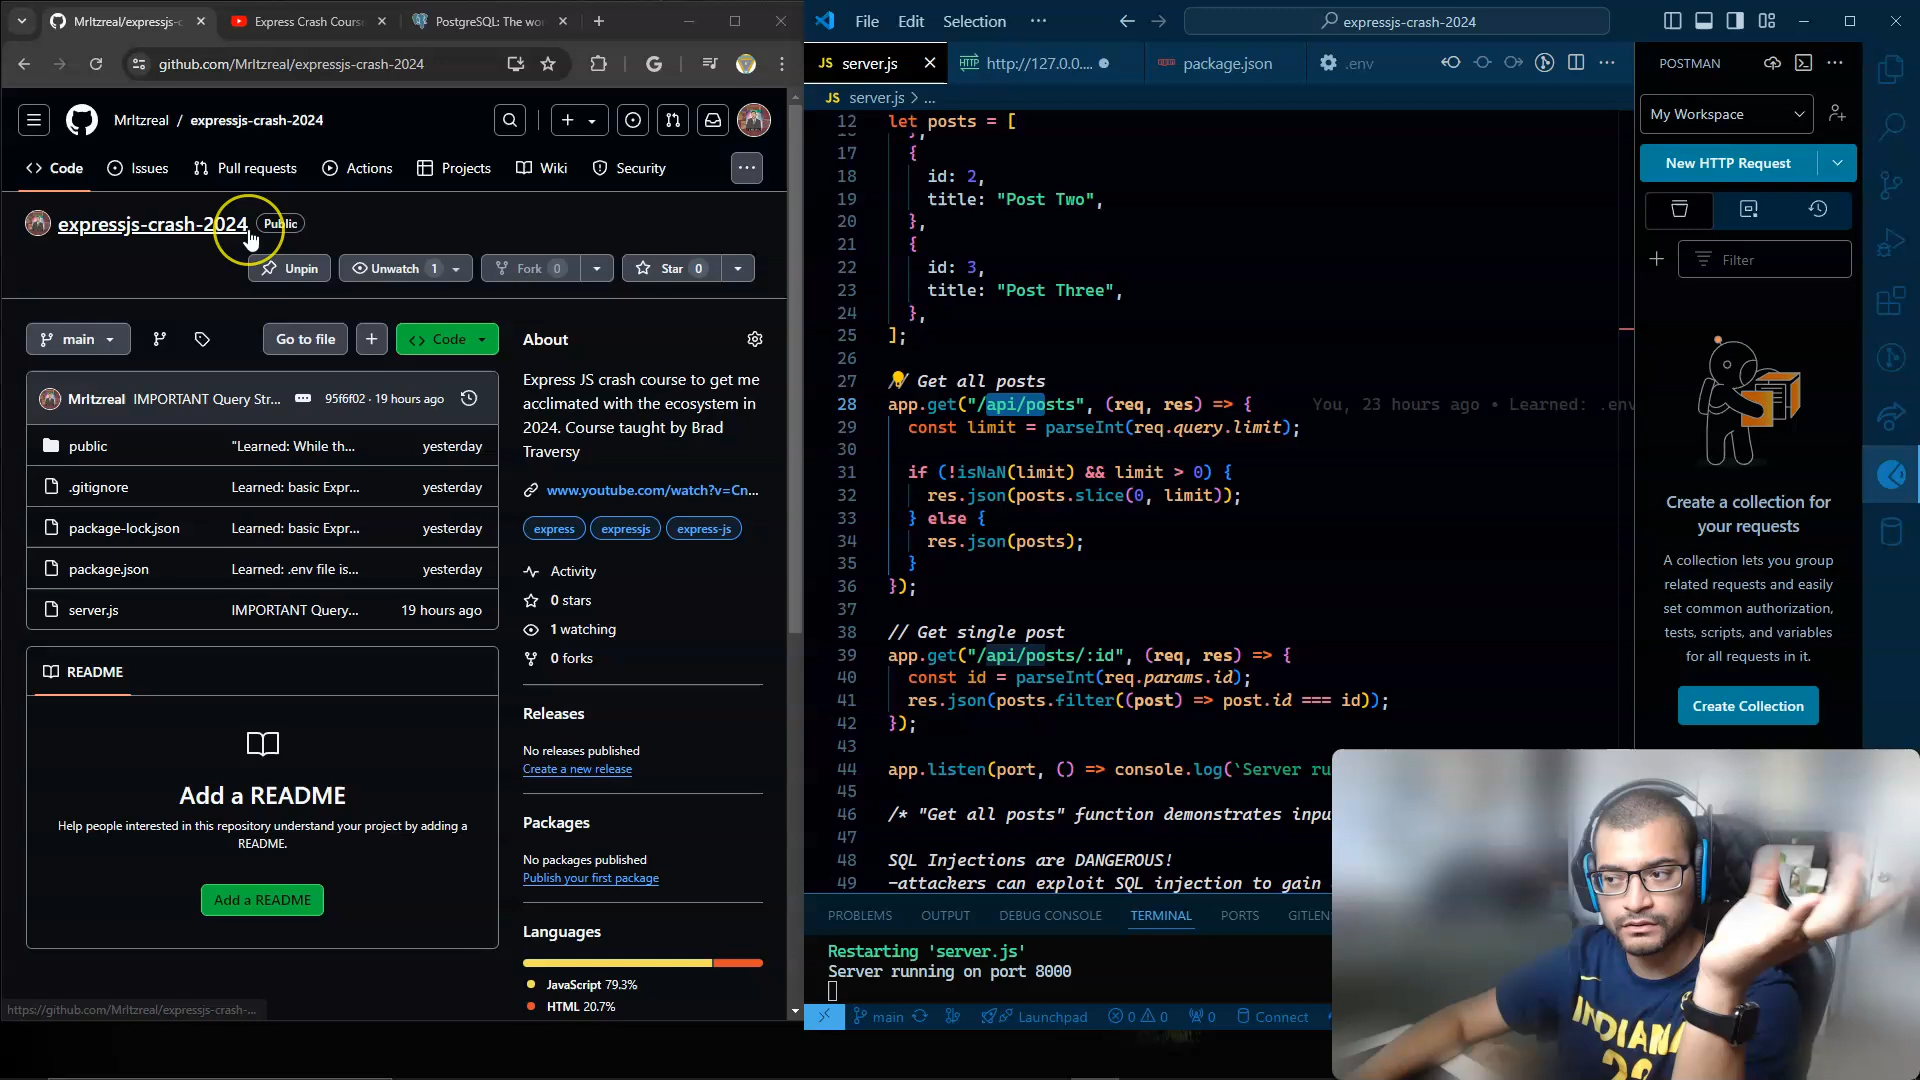 MrItzreal/expressjs-c
Express Crash Cours
PostgreSQL: The wo
github.com/MrItzreal/expressjs-crash-2024
MrItzreal / expressjs-crash-2024
Code
Issues
Pull requests
Actions
Projects
Wiki
Security
expressjs-crash-2024
Public
Unpin
Unwatch 1
Fork 0
Star 0
main
Go to file
Code
MrItzreal IMPORTANT Query Str... 95f6f02 · 19 hours ago
public "Learned: While th... yesterday
.gitignore Learned: basic Expr... yesterday
package-lock.json Learned: basic Expr... yesterday
package.json Learned: .env file is... yesterday
server.js IMPORTANT Query... 19 hours ago
README
Add a README
Help people interested in this repository understand your project by adding a
README.
Add a README
About
Express JS crash course to get me
acclimated with the ecosystem in
2024. Course taught by Brad
Traversy
www.youtube.com/watch?v=Cn...
express expressjs express-js
Activity
0 stars
1 watching
0 forks
Releases
No releases published
Create a new release
Packages
No packages published
Publish your first package
Languages
JavaScript 79.3%
HTML 20.7%
https://github.com/MrItzreal/expressjs-crash-...
File Edit Selection ...
expressjs-crash-2024
JS server.js
HTTP http://127.0.0....
package.json
.env
JS server.js > ...
12 let posts = [
16 },
17 {
18 id: 2,
19 title: "Post Two",
20 },
21 {
22 id: 3,
23 title: "Post Three",
24 },
25 ];
26
27 // Get all posts
28 app.get("/api/posts", (req, res) => { You, 23 hours ago • Learned: .env
29 const limit = parseInt(req.query.limit);
30
31 if (!isNaN(limit) && limit > 0) {
32 res.json(posts.slice(0, limit));
33 } else {
34 res.json(posts);
35 }
36 });
37
38 // Get single post
39 app.get("/api/posts/:id", (req, res) => {
40 const id = parseInt(req.params.id);
41 res.json(posts.filter((post) => post.id === id));
42 });
43
44 app.listen(port, () => console.log(`Server ru
45
46 /* "Get all posts" function demonstrates inpu
47
48 SQL Injections are DANGEROUS!
49 -attackers can exploit SQL injection to gain
PROBLEMS OUTPUT DEBUG CONSOLE TERMINAL PORTS GITLEN
Restarting 'server.js'
Server running on port 8000
main Launchpad 0 0 0 Connect
POSTMAN
My Workspace
New HTTP Request
Filter
Create a collection for
your requests
A collection lets you group
related requests and easily
set common authorization,
tests, scripts, and variables
for all requests in it.
Create Collection
INDIANA